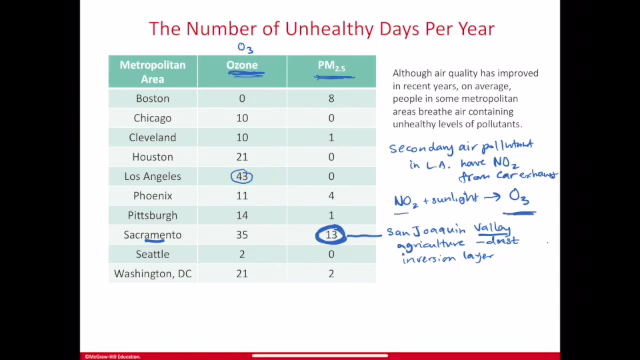 The Number of Unhealthy Days Per Year
O3
Metropolitan Area Ozone PM2.5
Boston 0 8
Chicago 10 0
Cleveland 10 1
Houston 21 0
Los Angeles 43 0
Phoenix 11 4
Pittsburgh 14 1
Sacramento 35 13
Seattle 2 0
Washington, DC 21 2
Although air quality has improved
in recent years, on average,
people in some metropolitan
areas breathe air containing
unhealthy levels of pollutants.
secondary air pollutant
in L.A. have NO2
from car exhaust
NO2 + sunlight → O3
San Joaquin Valley
agriculture - dust
inversion layer
©McGraw-Hill Education.